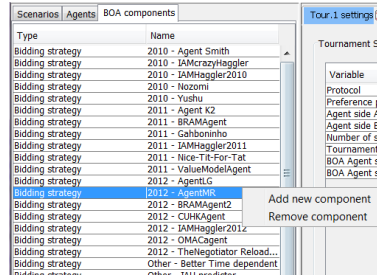 Scenarios Agents BOA components
Type Name
Bidding strategy 2010 - Agent Smith
Bidding strategy 2010 - IAMcrazyHaggler
Bidding strategy 2010 - IAMHaggler2010
Bidding strategy 2010 - Nozomi
Bidding strategy 2010 - Yushu
Bidding strategy 2011 - Agent K2
Bidding strategy 2011 - BRAMAgent
Bidding strategy 2011 - Gahboninho
Bidding strategy 2011 - IAMHaggler2011
Bidding strategy 2011 - Nice-Tit-For-Tat
Bidding strategy 2011 - ValueModelAgent
Bidding strategy 2012 - AgentLG
Bidding strategy 2012 - AgentMR
Bidding strategy 2012 - BRAMAgent2
Bidding strategy 2012 - CUHKAgent
Bidding strategy 2012 - IAMHaggler2012
Bidding strategy 2012 - OMACagent
Bidding strategy 2012 - TheNegotiator Reload...
Bidding strategy Other - Better Time dependent
Bidding strategy Other - IAU predictor
Add new component
Remove component
Tour.1 settings
Tournament S
Variable
Protocol
Preference p
Agent side A
Agent side B
Number of s
Tournament
BOA Agent s
BOA Agent s